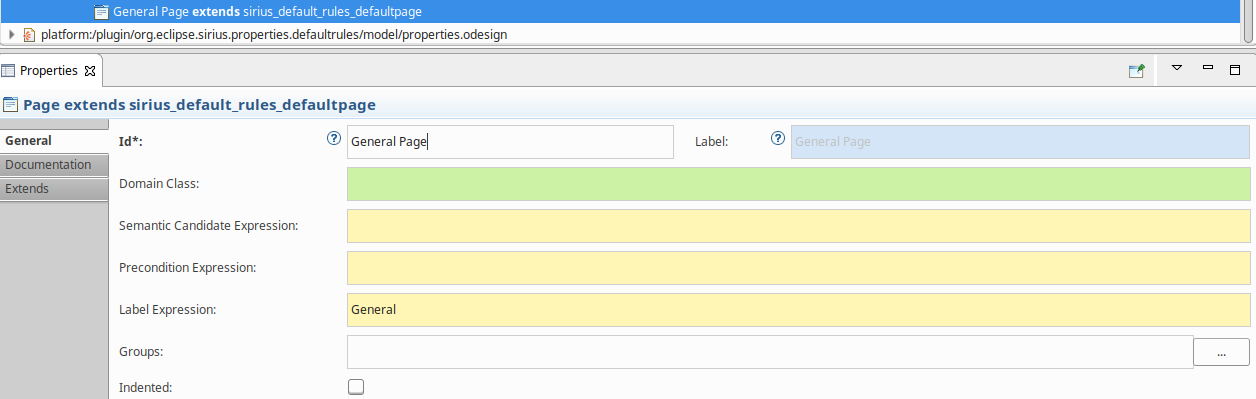 General Page extends sirius_default_rules_defaultpage
platform:/plugin/org.eclipse.sirius.properties.defaultrules/model/properties.odesign
Properties
Page extends sirius_default_rules_defaultpage
General
Documentation
Extends
Id*: ? General Page Label: ? General Page
Domain Class:
Semantic Candidate Expression:
Precondition Expression:
Label Expression: General
Groups: ...
Indented: